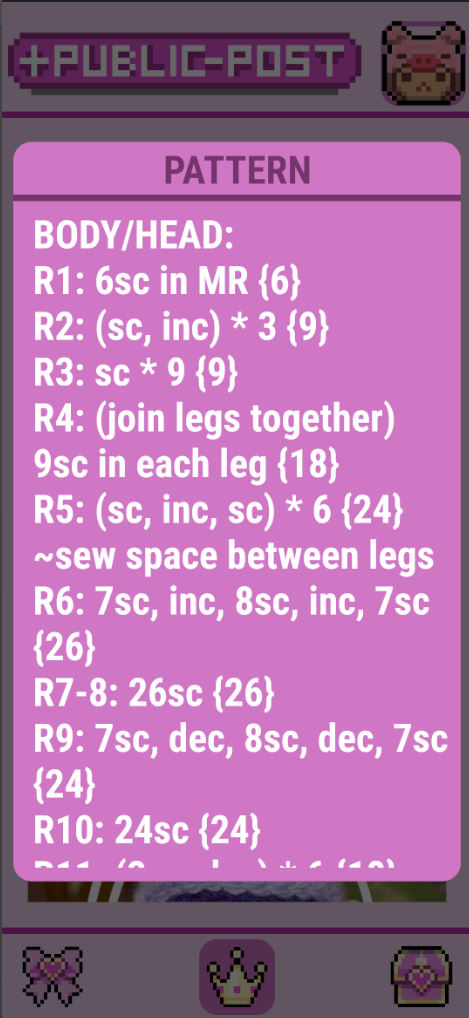 +PUBLIC-POST
PATTERN
BODY/HEAD:
R1: 6sc in MR {6}
R2: (sc, inc) * 3 {9}
R3: sc * 9 {9}
R4: (join legs together)
9sc in each leg {18}
R5: (sc, inc, sc) * 6 {24}
~sew space between legs
R6: 7sc, inc, 8sc, inc, 7sc
{26}
R7-8: 26sc {26}
R9: 7sc, dec, 8sc, dec, 7sc
{24}
R10: 24sc {24}